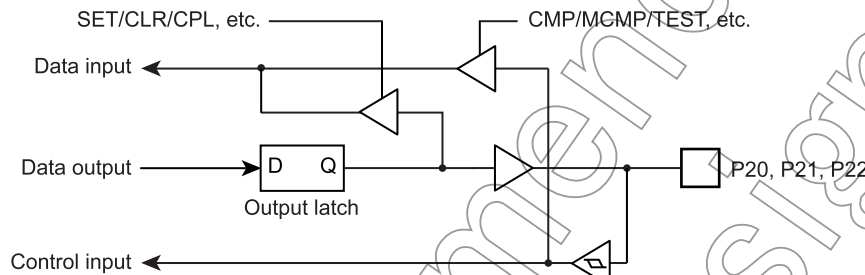 SET/CLR/CPL, etc.
CMP/MCMP/TEST, etc.
Data input
Data output
D Q
P20, P21, P22
Output latch
Control input